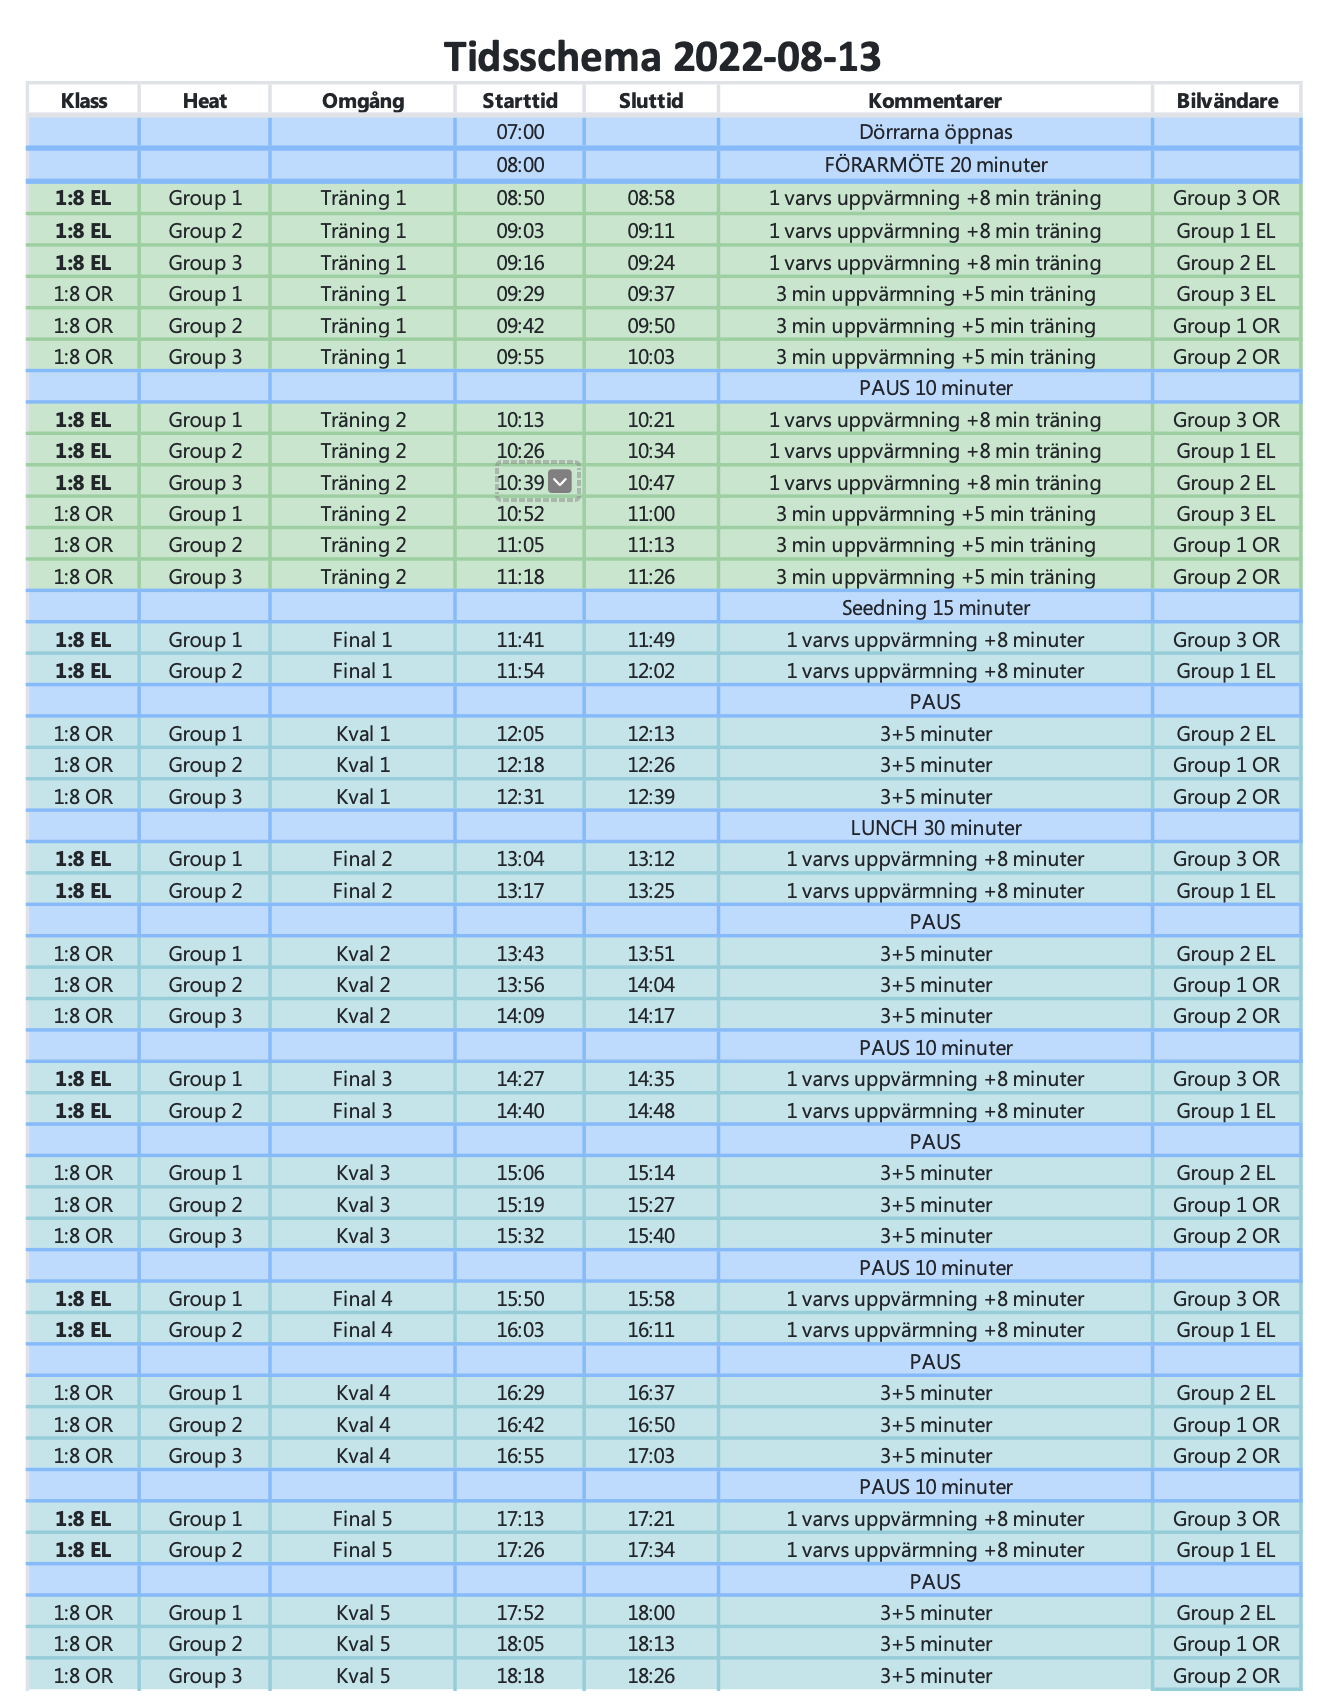 Tidsschema 2022-08-13
Klass Heat Omgång Starttid Sluttid Kommentarer Bilvändare
07:00 Dörrarna öppnas
08:00 FÖRARMÖTE 20 minuter
1:8 EL Group 1 Träning 1 08:50 08:58 1 varvs uppvärmning +8 min träning Group 3 OR
1:8 EL Group 2 Träning 1 09:03 09:11 1 varvs uppvärmning +8 min träning Group 1 EL
1:8 EL Group 3 Träning 1 09:16 09:24 1 varvs uppvärmning +8 min träning Group 2 EL
1:8 OR Group 1 Träning 1 09:29 09:37 3 min uppvärmning +5 min träning Group 3 EL
1:8 OR Group 2 Träning 1 09:42 09:50 3 min uppvärmning +5 min träning Group 1 OR
1:8 OR Group 3 Träning 1 09:55 10:03 3 min uppvärmning +5 min träning Group 2 OR
PAUS 10 minuter
1:8 EL Group 1 Träning 2 10:13 10:21 1 varvs uppvärmning +8 min träning Group 3 OR
1:8 EL Group 2 Träning 2 10:26 10:34 1 varvs uppvärmning +8 min träning Group 1 EL
1:8 EL Group 3 Träning 2 10:39 10:47 1 varvs uppvärmning +8 min träning Group 2 EL
1:8 OR Group 1 Träning 2 10:52 11:00 3 min uppvärmning +5 min träning Group 3 EL
1:8 OR Group 2 Träning 2 11:05 11:13 3 min uppvärmning +5 min träning Group 1 OR
1:8 OR Group 3 Träning 2 11:18 11:26 3 min uppvärmning +5 min träning Group 2 OR
Seedning 15 minuter
1:8 EL Group 1 Final 1 11:41 11:49 1 varvs uppvärmning +8 minuter Group 3 OR
1:8 EL Group 2 Final 1 11:54 12:02 1 varvs uppvärmning +8 minuter Group 1 EL
PAUS
1:8 OR Group 1 Kval 1 12:05 12:13 3+5 minuter Group 2 EL
1:8 OR Group 2 Kval 1 12:18 12:26 3+5 minuter Group 1 OR
1:8 OR Group 3 Kval 1 12:31 12:39 3+5 minuter Group 2 OR
LUNCH 30 minuter
1:8 EL Group 1 Final 2 13:04 13:12 1 varvs uppvärmning +8 minuter Group 3 OR
1:8 EL Group 2 Final 2 13:17 13:25 1 varvs uppvärmning +8 minuter Group 1 EL
PAUS
1:8 OR Group 1 Kval 2 13:43 13:51 3+5 minuter Group 2 EL
1:8 OR Group 2 Kval 2 13:56 14:04 3+5 minuter Group 1 OR
1:8 OR Group 3 Kval 2 14:09 14:17 3+5 minuter Group 2 OR
PAUS 10 minuter
1:8 EL Group 1 Final 3 14:27 14:35 1 varvs uppvärmning +8 minuter Group 3 OR
1:8 EL Group 2 Final 3 14:40 14:48 1 varvs uppvärmning +8 minuter Group 1 EL
PAUS
1:8 OR Group 1 Kval 3 15:06 15:14 3+5 minuter Group 2 EL
1:8 OR Group 2 Kval 3 15:19 15:27 3+5 minuter Group 1 OR
1:8 OR Group 3 Kval 3 15:32 15:40 3+5 minuter Group 2 OR
PAUS 10 minuter
1:8 EL Group 1 Final 4 15:50 15:58 1 varvs uppvärmning +8 minuter Group 3 OR
1:8 EL Group 2 Final 4 16:03 16:11 1 varvs uppvärmning +8 minuter Group 1 EL
PAUS
1:8 OR Group 1 Kval 4 16:29 16:37 3+5 minuter Group 2 EL
1:8 OR Group 2 Kval 4 16:42 16:50 3+5 minuter Group 1 OR
1:8 OR Group 3 Kval 4 16:55 17:03 3+5 minuter Group 2 OR
PAUS 10 minuter
1:8 EL Group 1 Final 5 17:13 17:21 1 varvs uppvärmning +8 minuter Group 3 OR
1:8 EL Group 2 Final 5 17:26 17:34 1 varvs uppvärmning +8 minuter Group 1 EL
PAUS
1:8 OR Group 1 Kval 5 17:52 18:00 3+5 minuter Group 2 EL
1:8 OR Group 2 Kval 5 18:05 18:13 3+5 minuter Group 1 OR
1:8 OR Group 3 Kval 5 18:18 18:26 3+5 minuter Group 2 OR